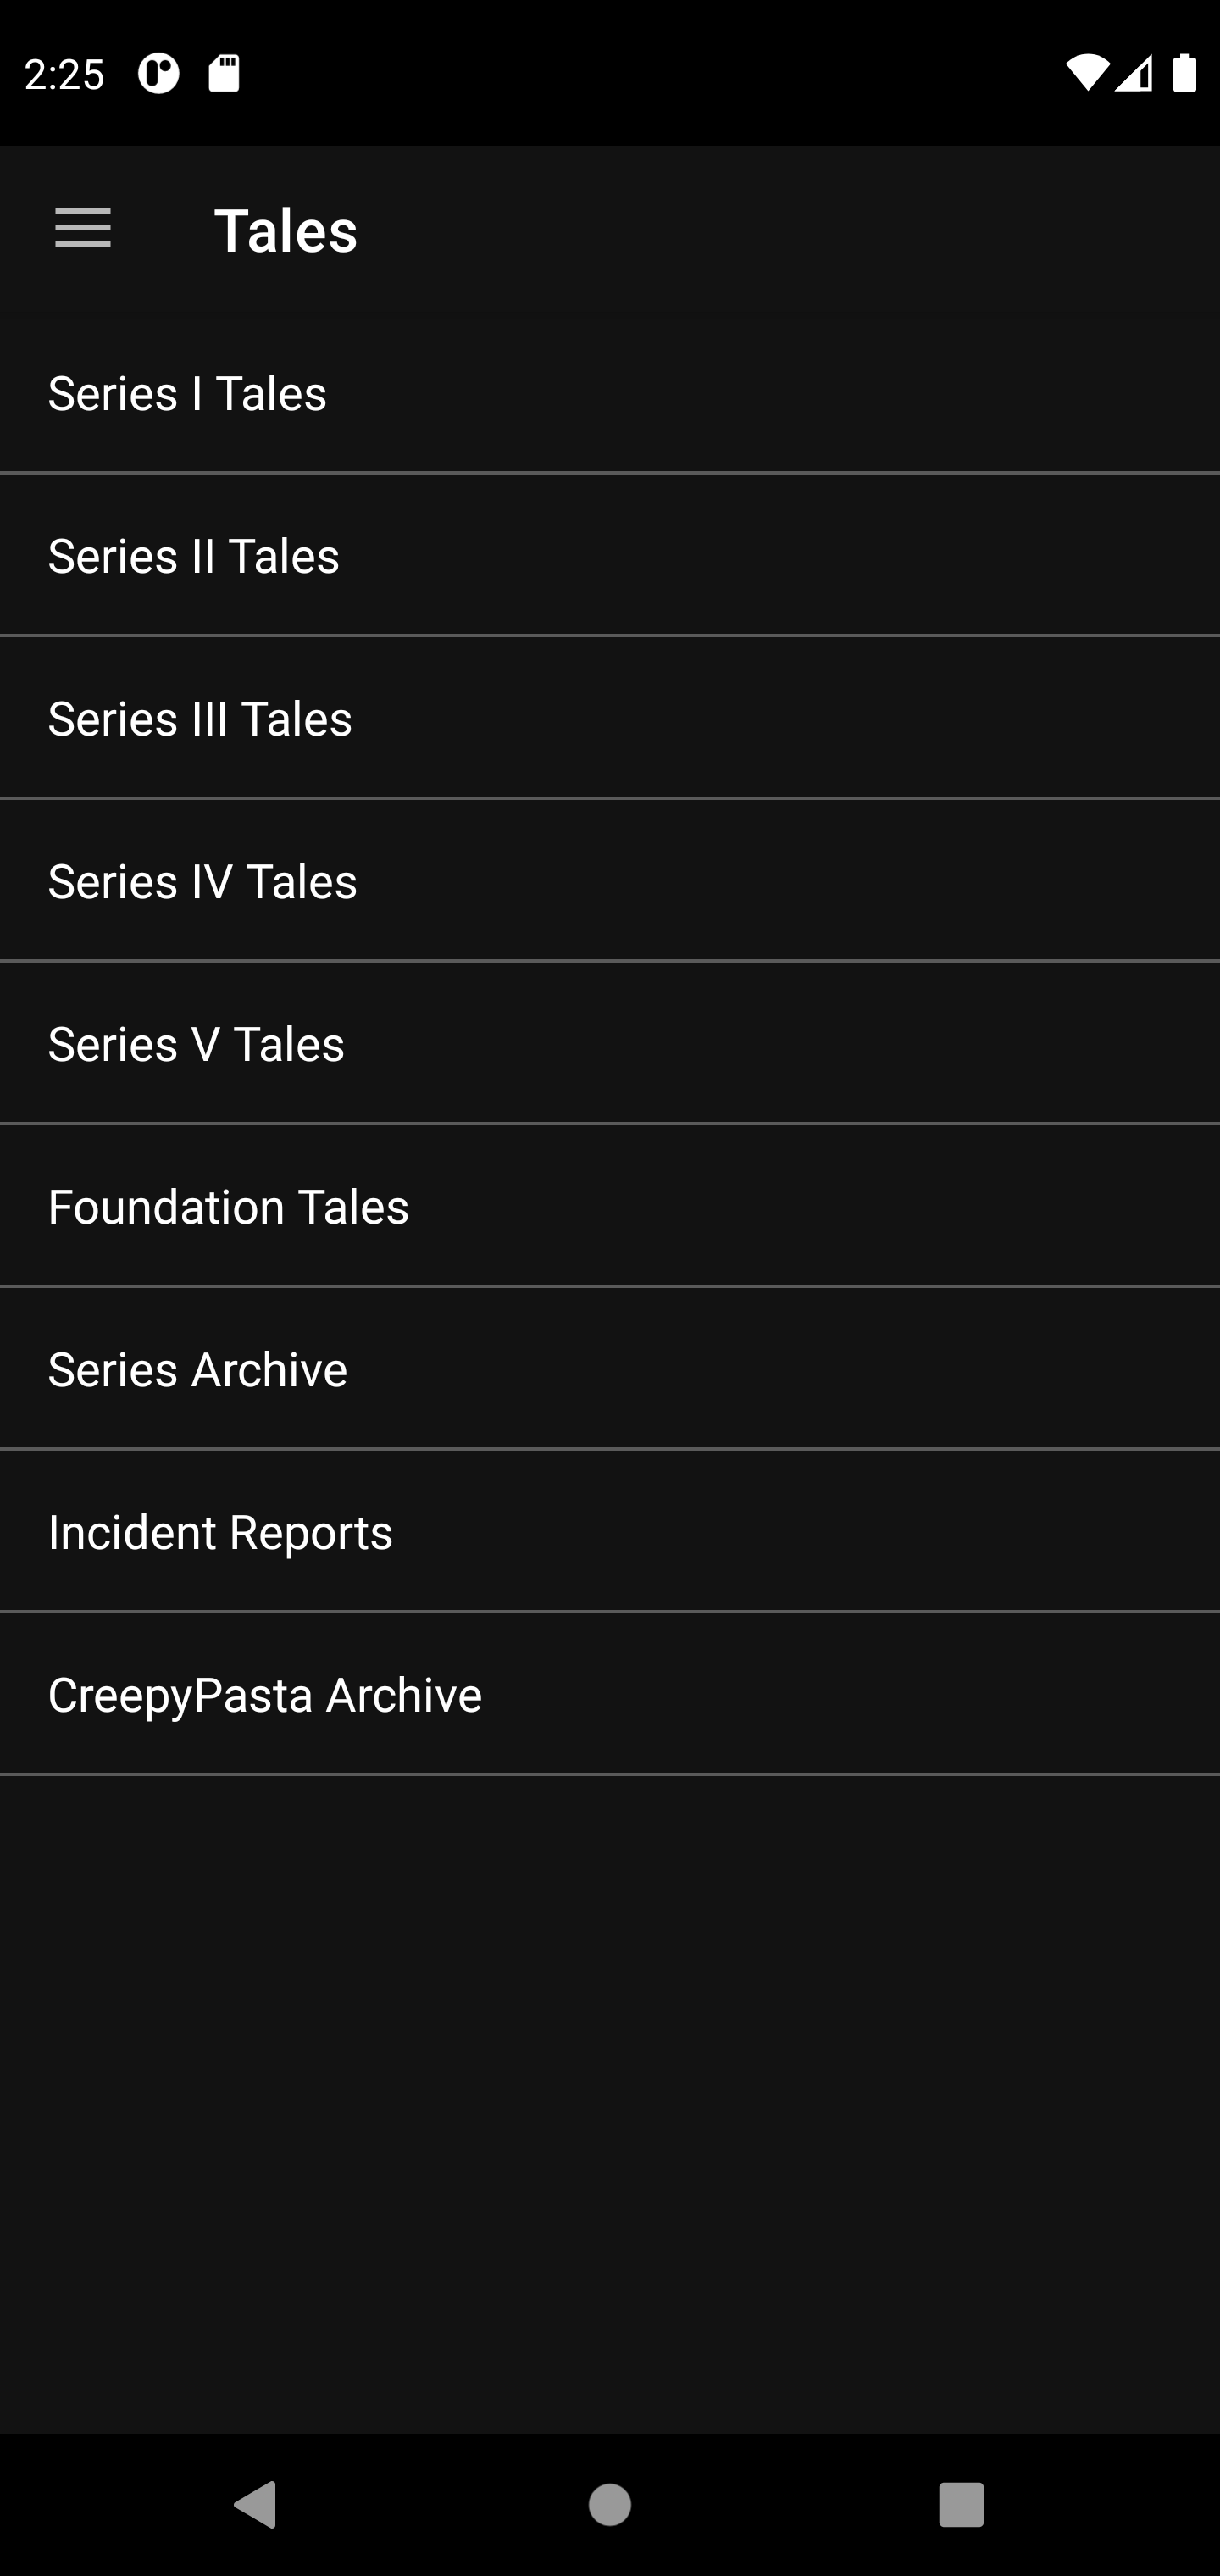 2:25
Tales
Series I Tales
Series II Tales
Series III Tales
Series IV Tales
Series V Tales
Foundation Tales
Series Archive
Incident Reports
CreepyPasta Archive